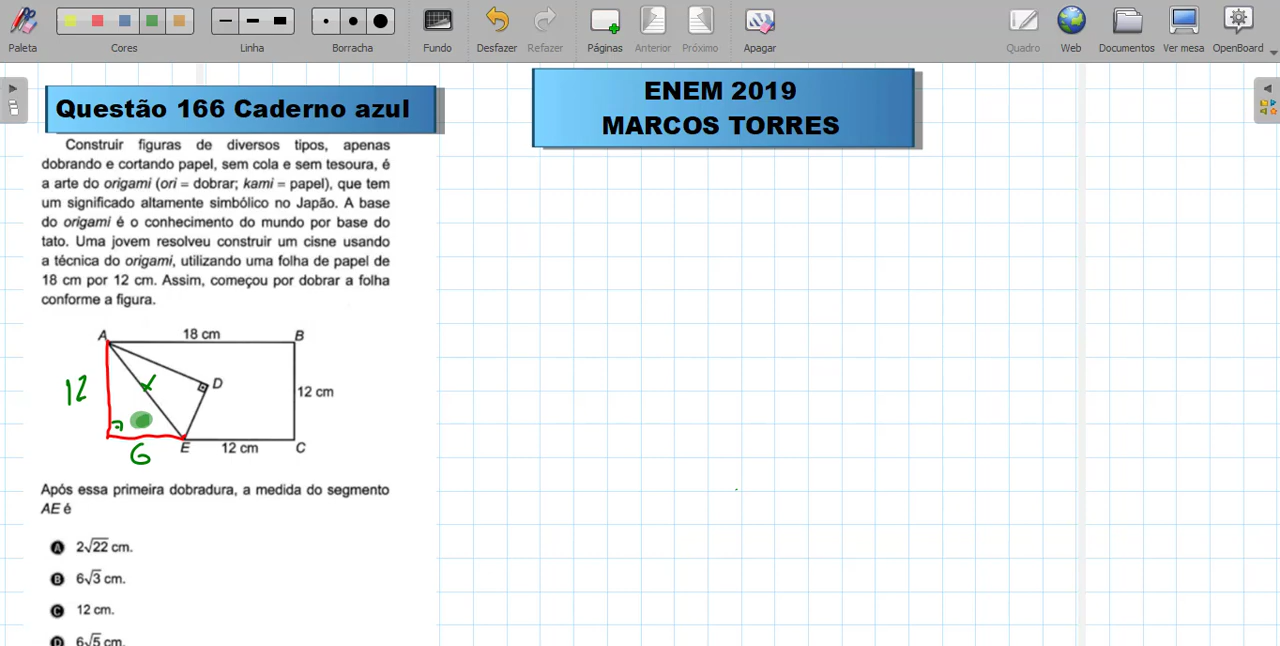 Paleta
Cores
Linha
Borracha
Fundo
Desfazer
Refazer
Páginas
Anterior
Próximo
Apagar
Quadro
Web
Documentos
Ver mesa
OpenBoard
Questão 166 Caderno azul
ENEM 2019
MARCOS TORRES
Construir figuras de diversos tipos, apenas
dobrando e cortando papel, sem cola e sem tesoura, é
a arte do origami (ori = dobrar; kami = papel), que tem
um significado altamente simbólico no Japão. A base
do origami é o conhecimento do mundo por base do
tato. Uma jovem resolveu construir um cisne usando
a técnica do origami, utilizando uma folha de papel de
18 cm por 12 cm. Assim, começou por dobrar a folha
conforme a figura.
A
18 cm
B
D
12
x
12 cm
6
E
12 cm
C
Após essa primeira dobradura, a medida do segmento
AE é
A 2√22 cm.
B 6√3 cm.
C 12 cm.
D 6√5 cm.